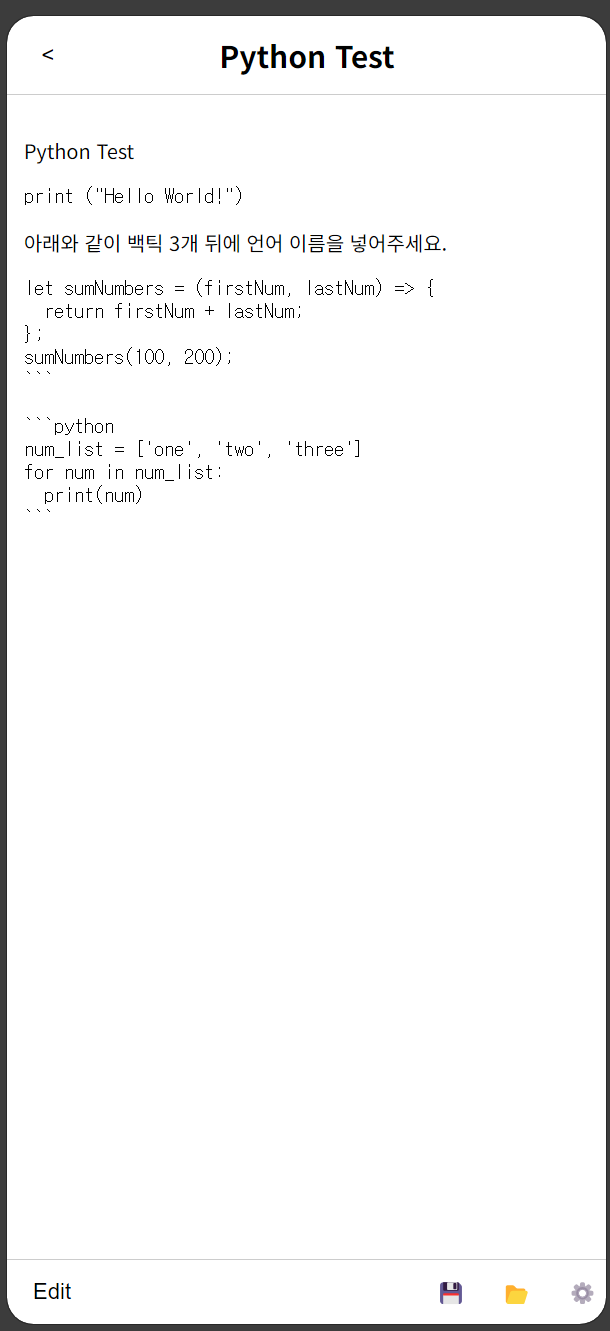 <
Python Test
Python Test
print ("Hello World!")
아래와 같이 백틱 3개 뒤에 언어 이름을 넣어주세요.
let sumNumbers = (firstNum, lastNum) => {
  return firstNum + lastNum;
};
sumNumbers(100, 200);
```
```python
num_list = ['one', 'two', 'three']
for num in num_list:
  print(num)
```
Edit